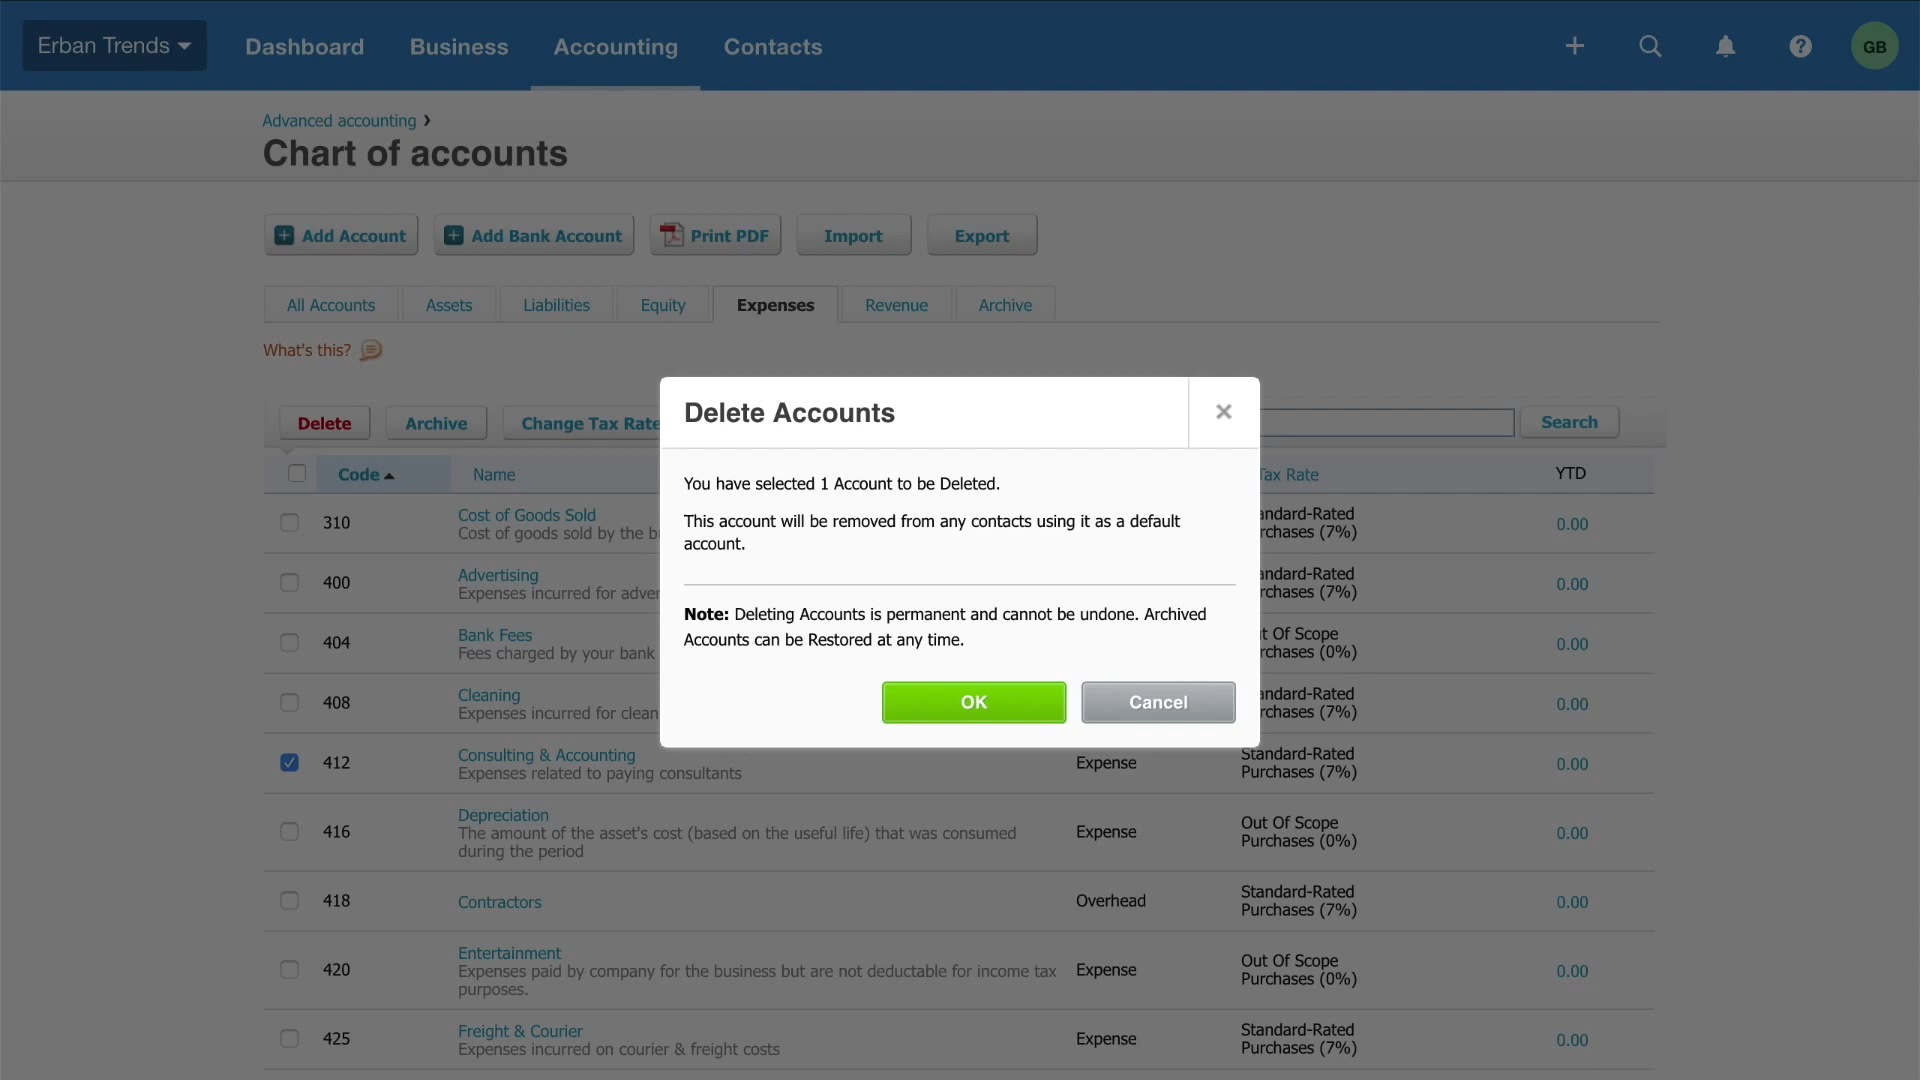 Erban Trends
Dashboard
Business
Accounting
Contacts
GB
Advanced accounting ›
Chart of accounts
Add Account
Add Bank Account
Print PDF
Import
Export
All Accounts
Assets
Liabilities
Equity
Expenses
Revenue
Archive
What's this?
Delete
Archive
Change Tax Rate
Search
Code
Name
Tax Rate
YTD
Delete Accounts
×
You have selected 1 Account to be Deleted.
This account will be removed from any contacts using it as a default
account.
Note: Deleting Accounts is permanent and cannot be undone. Archived
Accounts can be Restored at any time.
OK
Cancel
310
Cost of Goods Sold
Cost of goods sold by the b
ndard-Rated
rchases (7%)
0.00
400
Advertising
Expenses incurred for adver
ndard-Rated
rchases (7%)
0.00
404
Bank Fees
Fees charged by your bank
t Of Scope
rchases (0%)
0.00
408
Cleaning
Expenses incurred for clean
ndard-Rated
rchases (7%)
0.00
412
Consulting & Accounting
Expenses related to paying consultants
Expense
Standard-Rated
Purchases (7%)
0.00
416
Depreciation
The amount of the asset's cost (based on the useful life) that was consumed
during the period
Expense
Out Of Scope
Purchases (0%)
0.00
418
Contractors
Overhead
Standard-Rated
Purchases (7%)
0.00
420
Entertainment
Expenses paid by company for the business but are not deductable for income tax
purposes.
Expense
Out Of Scope
Purchases (0%)
0.00
425
Freight & Courier
Expenses incurred on courier & freight costs
Expense
Standard-Rated
Purchases (7%)
0.00